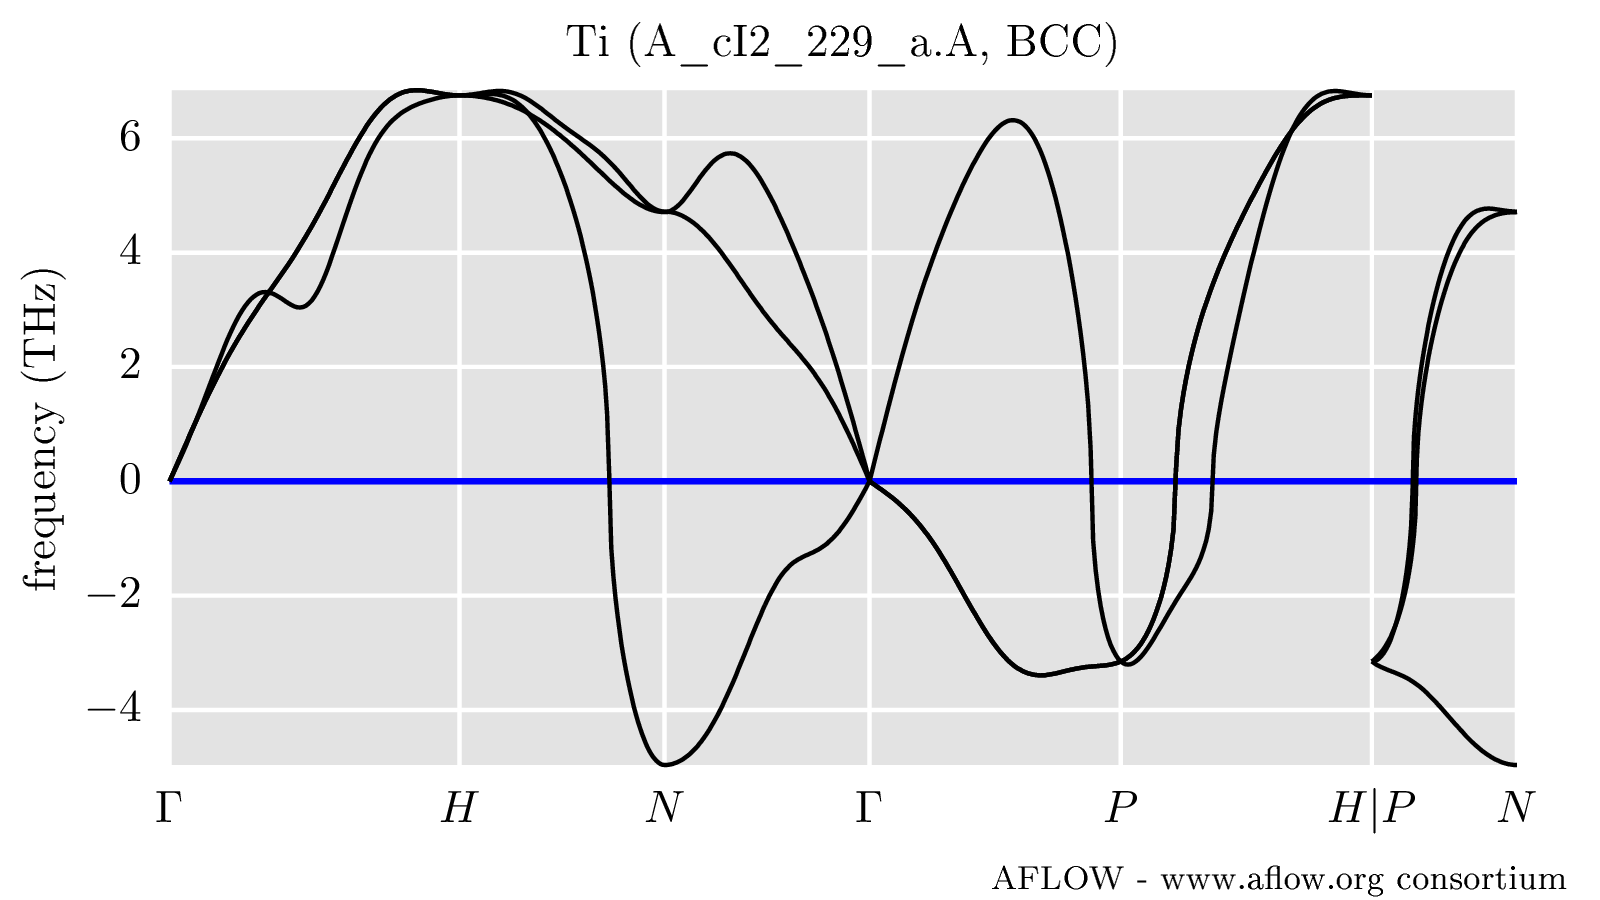 Ti (A_cI2_229_a.A, BCC)
frequency (THz)
6
4
2
0
−2
−4
Γ H N Γ P H|P N
AFLOW - www.aflow.org consortium